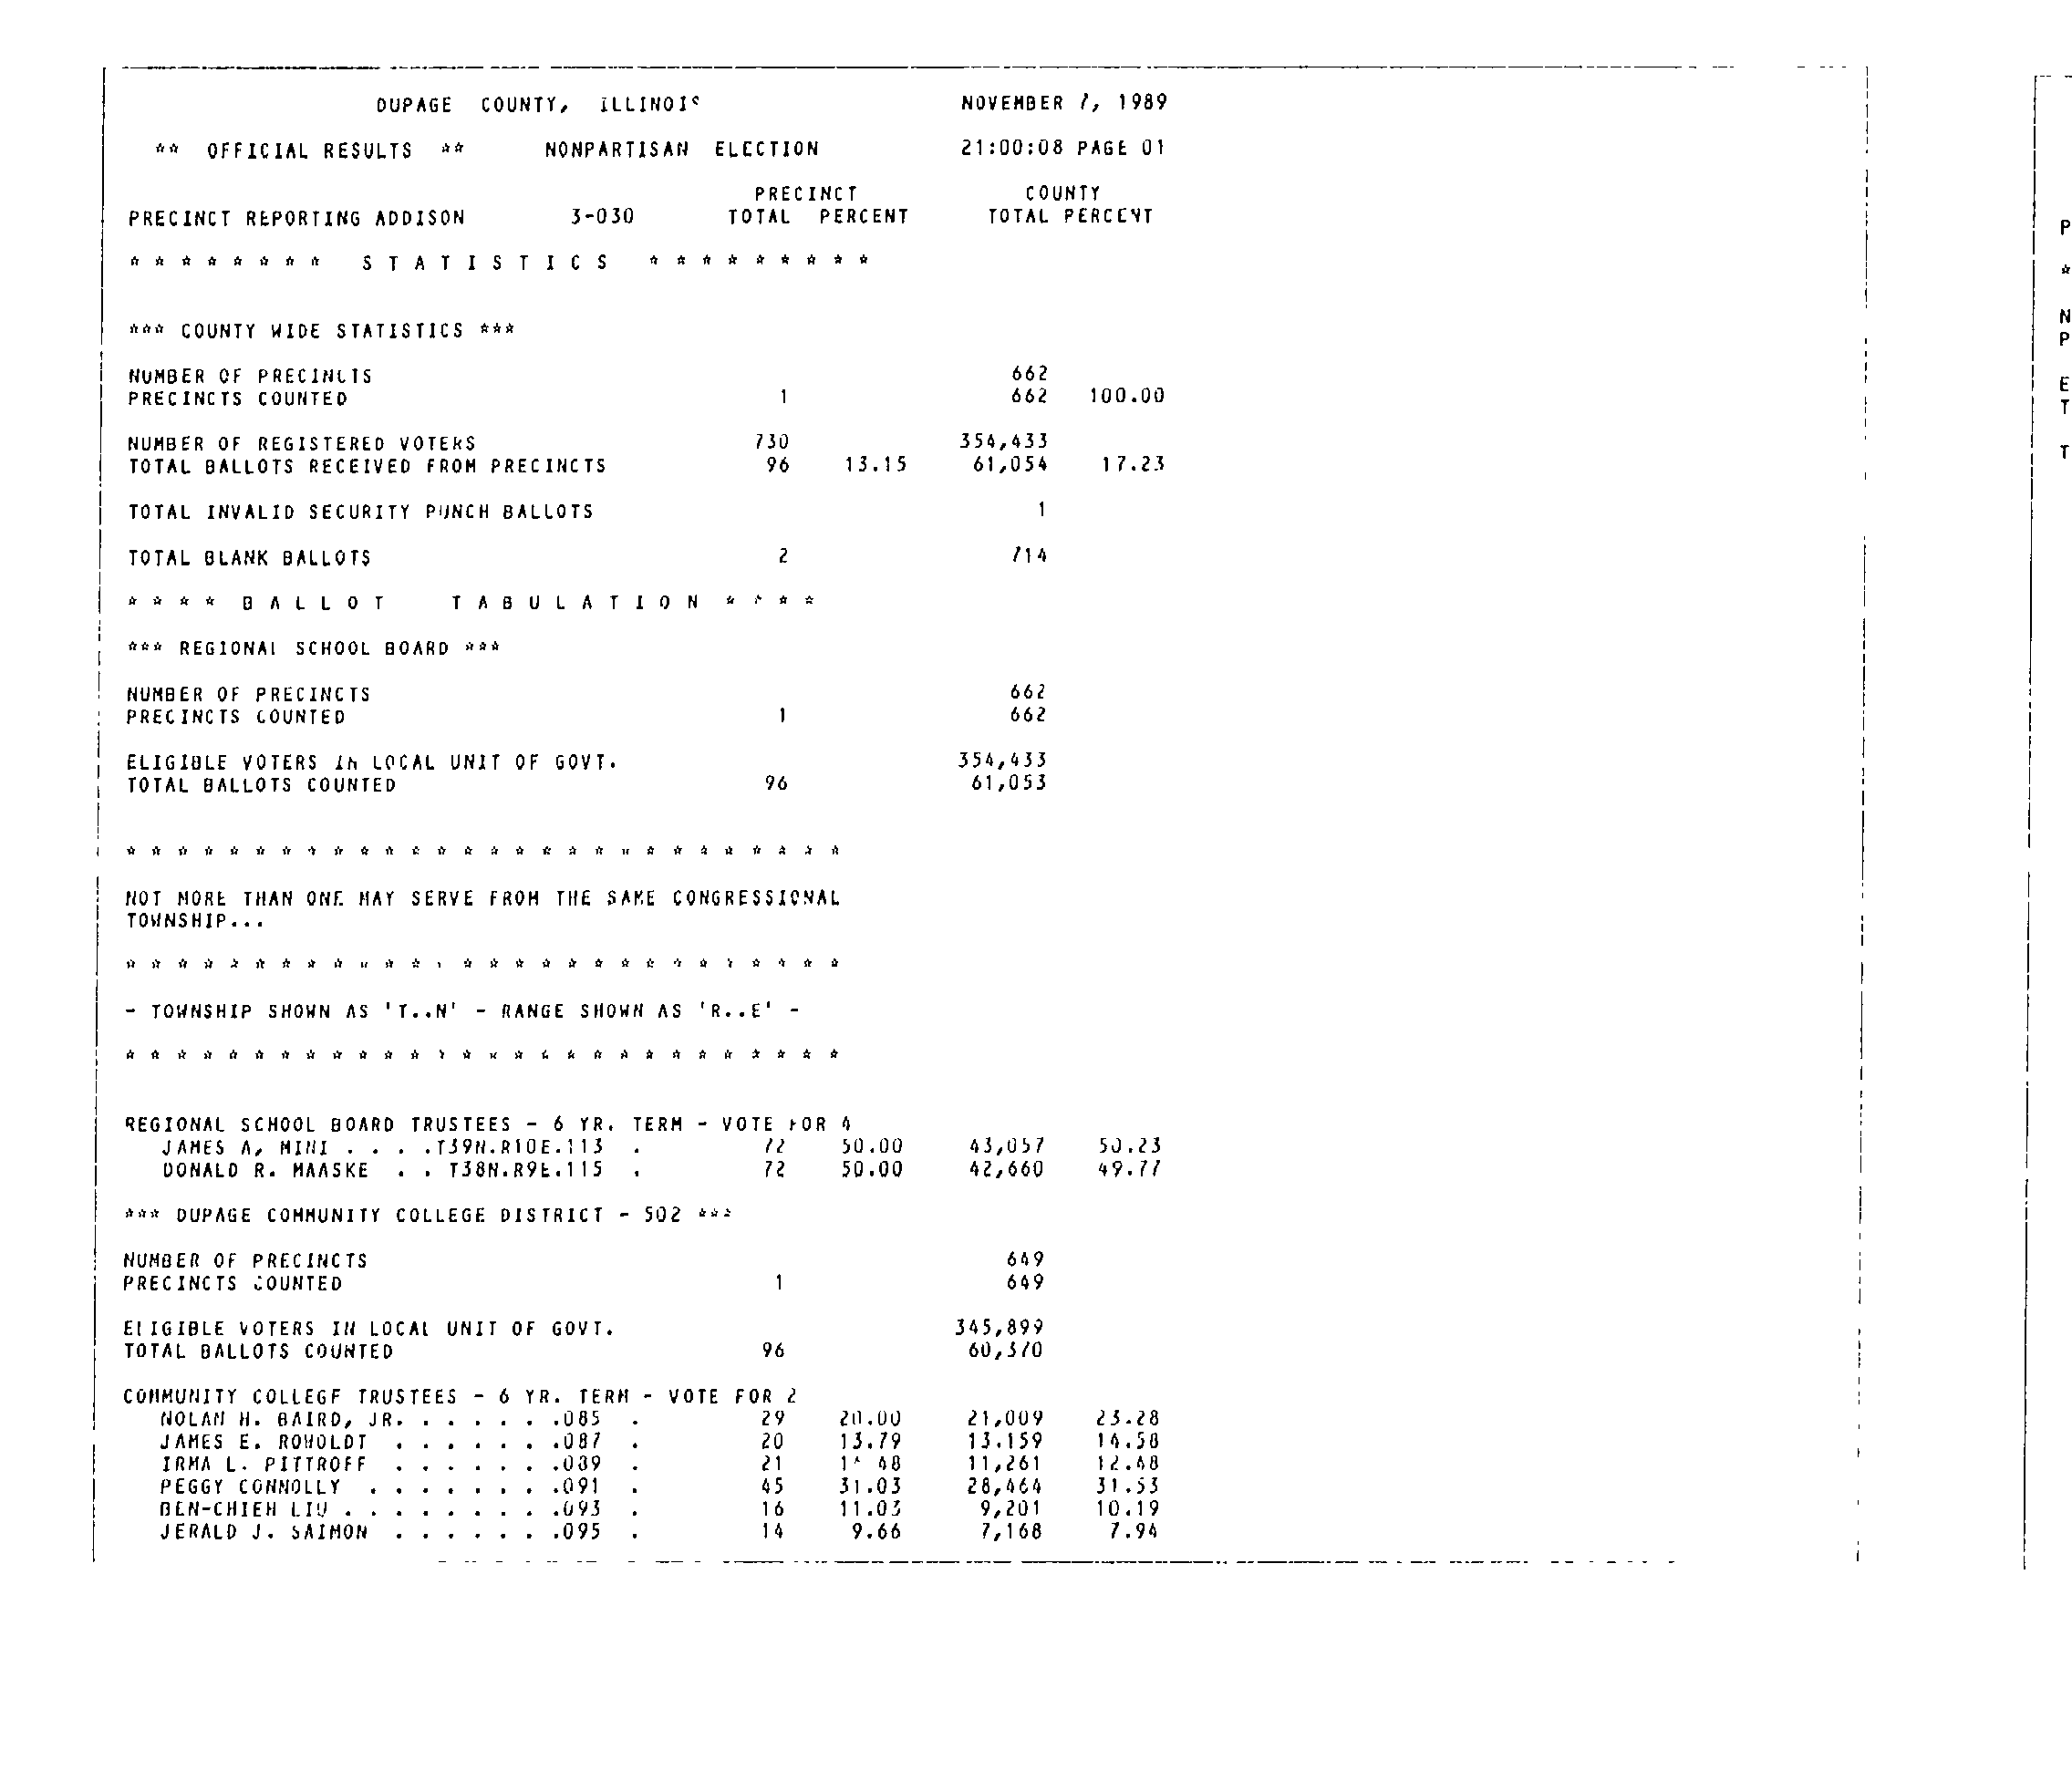 DUPAGE COUNTY, ILLINOIS NOVEMBER 7, 1989
** OFFICIAL RESULTS ** NONPARTISAN ELECTION 21:00:08 PAGE 01
PRECINCT COUNTY
PRECINCT REPORTING ADDISON 3-030 TOTAL PERCENT TOTAL PERCENT
* * * * * * * * S T A T I S T I C S * * * * * * * * *
*** COUNTY WIDE STATISTICS ***
NUMBER OF PRECINCTS 662
PRECINCTS COUNTED 1 662 100.00
NUMBER OF REGISTERED VOTERS 730 354,433
TOTAL BALLOTS RECEIVED FROM PRECINCTS 96 13.15 61,054 17.23
TOTAL INVALID SECURITY PUNCH BALLOTS 1
TOTAL BLANK BALLOTS 2 714
* * * * B A L L O T T A B U L A T I O N * * * *
*** REGIONAL SCHOOL BOARD ***
NUMBER OF PRECINCTS 662
PRECINCTS COUNTED 1 662
ELIGIBLE VOTERS IN LOCAL UNIT OF GOVT. 354,433
TOTAL BALLOTS COUNTED 96 61,053
* * * * * * * * * * * * * * * * * * * * * * * * * * * *
NOT MORE THAN ONE MAY SERVE FROM THE SAME CONGRESSIONAL
TOWNSHIP...
* * * * * * * * * * * * * * * * * * * * * * * * * * * *
- TOWNSHIP SHOWN AS 'T..N' - RANGE SHOWN AS 'R..E' -
* * * * * * * * * * * * * * * * * * * * * * * * * * * *
REGIONAL SCHOOL BOARD TRUSTEES - 6 YR. TERM - VOTE FOR 4
JAMES A. MINI . . . .T39N.R10E.113 . 72 50.00 43,057 50.23
DONALD R. MAASKE . . T38N.R9E.115 . 72 50.00 42,660 49.77
*** DUPAGE COMMUNITY COLLEGE DISTRICT - 502 ***
NUMBER OF PRECINCTS 649
PRECINCTS COUNTED 1 649
ELIGIBLE VOTERS IN LOCAL UNIT OF GOVT. 345,899
TOTAL BALLOTS COUNTED 96 60,370
COMMUNITY COLLEGE TRUSTEES - 6 YR. TERM - VOTE FOR 2
NOLAN H. BAIRD, JR. . . . . . .085 . 29 20.00 21,009 23.28
JAMES E. ROWOLDT . . . . . . .087 . 20 13.79 13,159 14.58
IRMA L. PITTROFF . . . . . . .089 . 21 14.48 11,261 12.48
PEGGY CONNOLLY . . . . . . . .091 . 45 31.03 28,464 31.53
BEN-CHIEH LIU . . . . . . . . .093 . 16 11.03 9,201 10.19
JERALD J. SAIMON . . . . . . .095 . 14 9.66 7,168 7.94